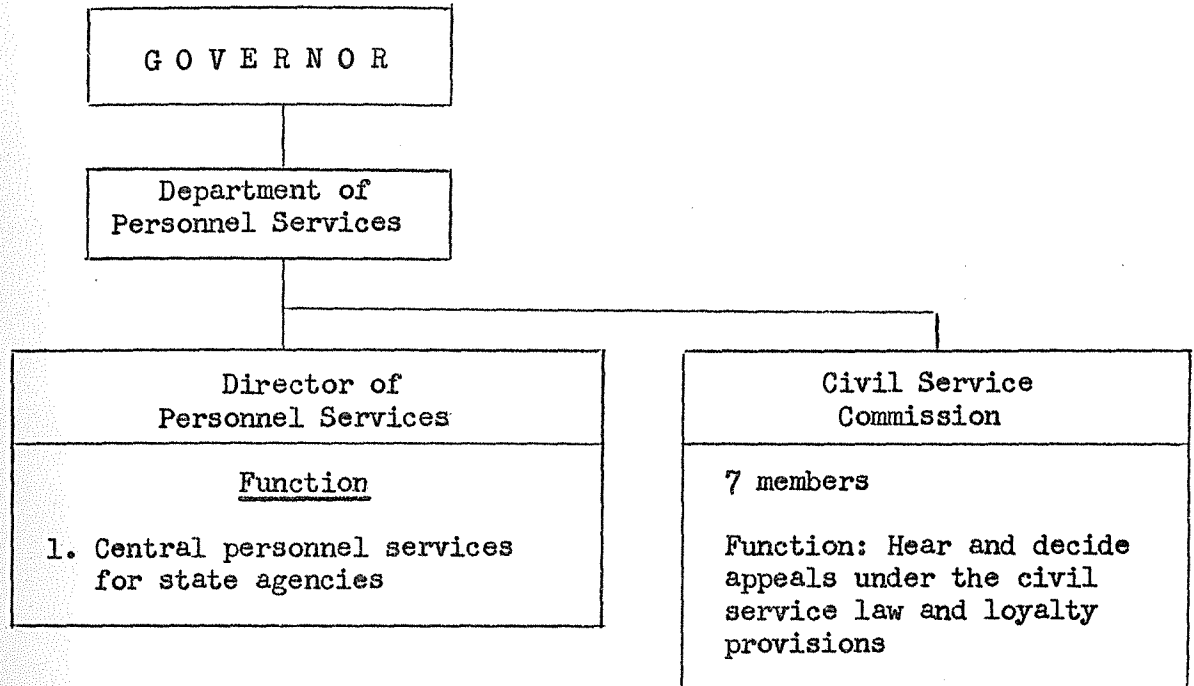 G O V E R N O R
Department of
Personnel Services
Director of
Personnel Services
Function
1. Central personnel services
for state agencies
Civil Service
Commission
7 members
Function: Hear and decide
appeals under the civil
service law and loyalty
provisions